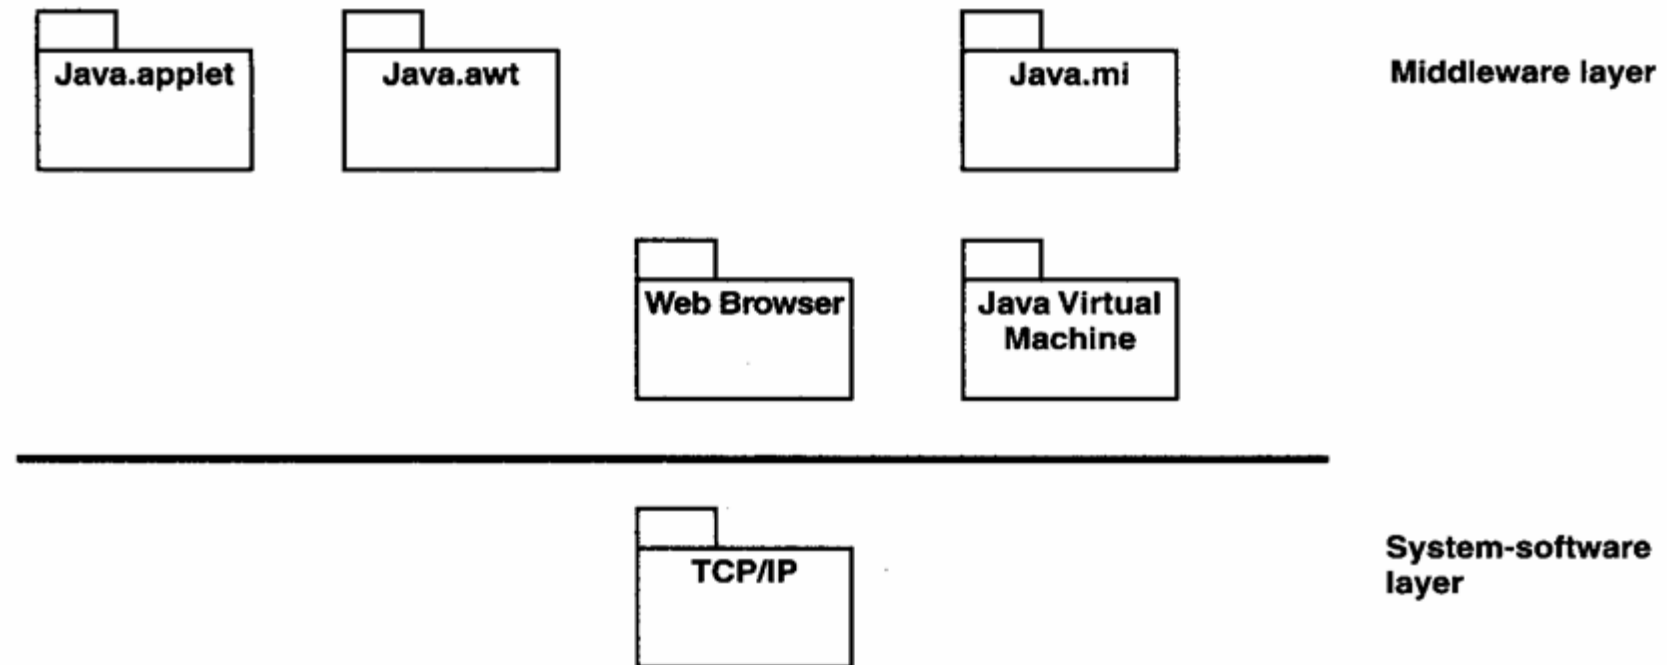 Java.applet
Java.awt
Java.mi
Middleware layer
Web Browser
Java Virtual
Machine
TCP/IP
System-software
layer